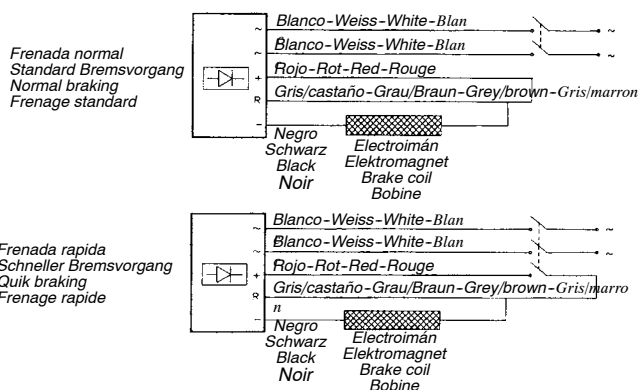 Blanco-Weiss-White-Blan
Blanco-Weiss-White-Blan
Rojo-Rot-Red-Rouge
Gris/castaño-Grau/Braun-Grey/brown-Gris/marron
Frenada normal
Standard Bremsvorgang
Normal braking
Frenage standard
~
~
+
R
−
~
Negro
Schwarz
Black
Noir
Electroimán
Elektromagnet
Brake coil
Bobine
Blanco-Weiss-White-Blan
Blanco-Weiss-White-Blan
Rojo-Rot-Red-Rouge
Gris/castaño-Grau/Braun-Grey/brown-Gris/marro
n
Frenada rapida
Schneller Bremsvorgang
Quik braking
Frenage rapide
~
~
+
R
−
~
Negro
Schwarz
Black
Noir
Electroimán
Elektromagnet
Brake coil
Bobine